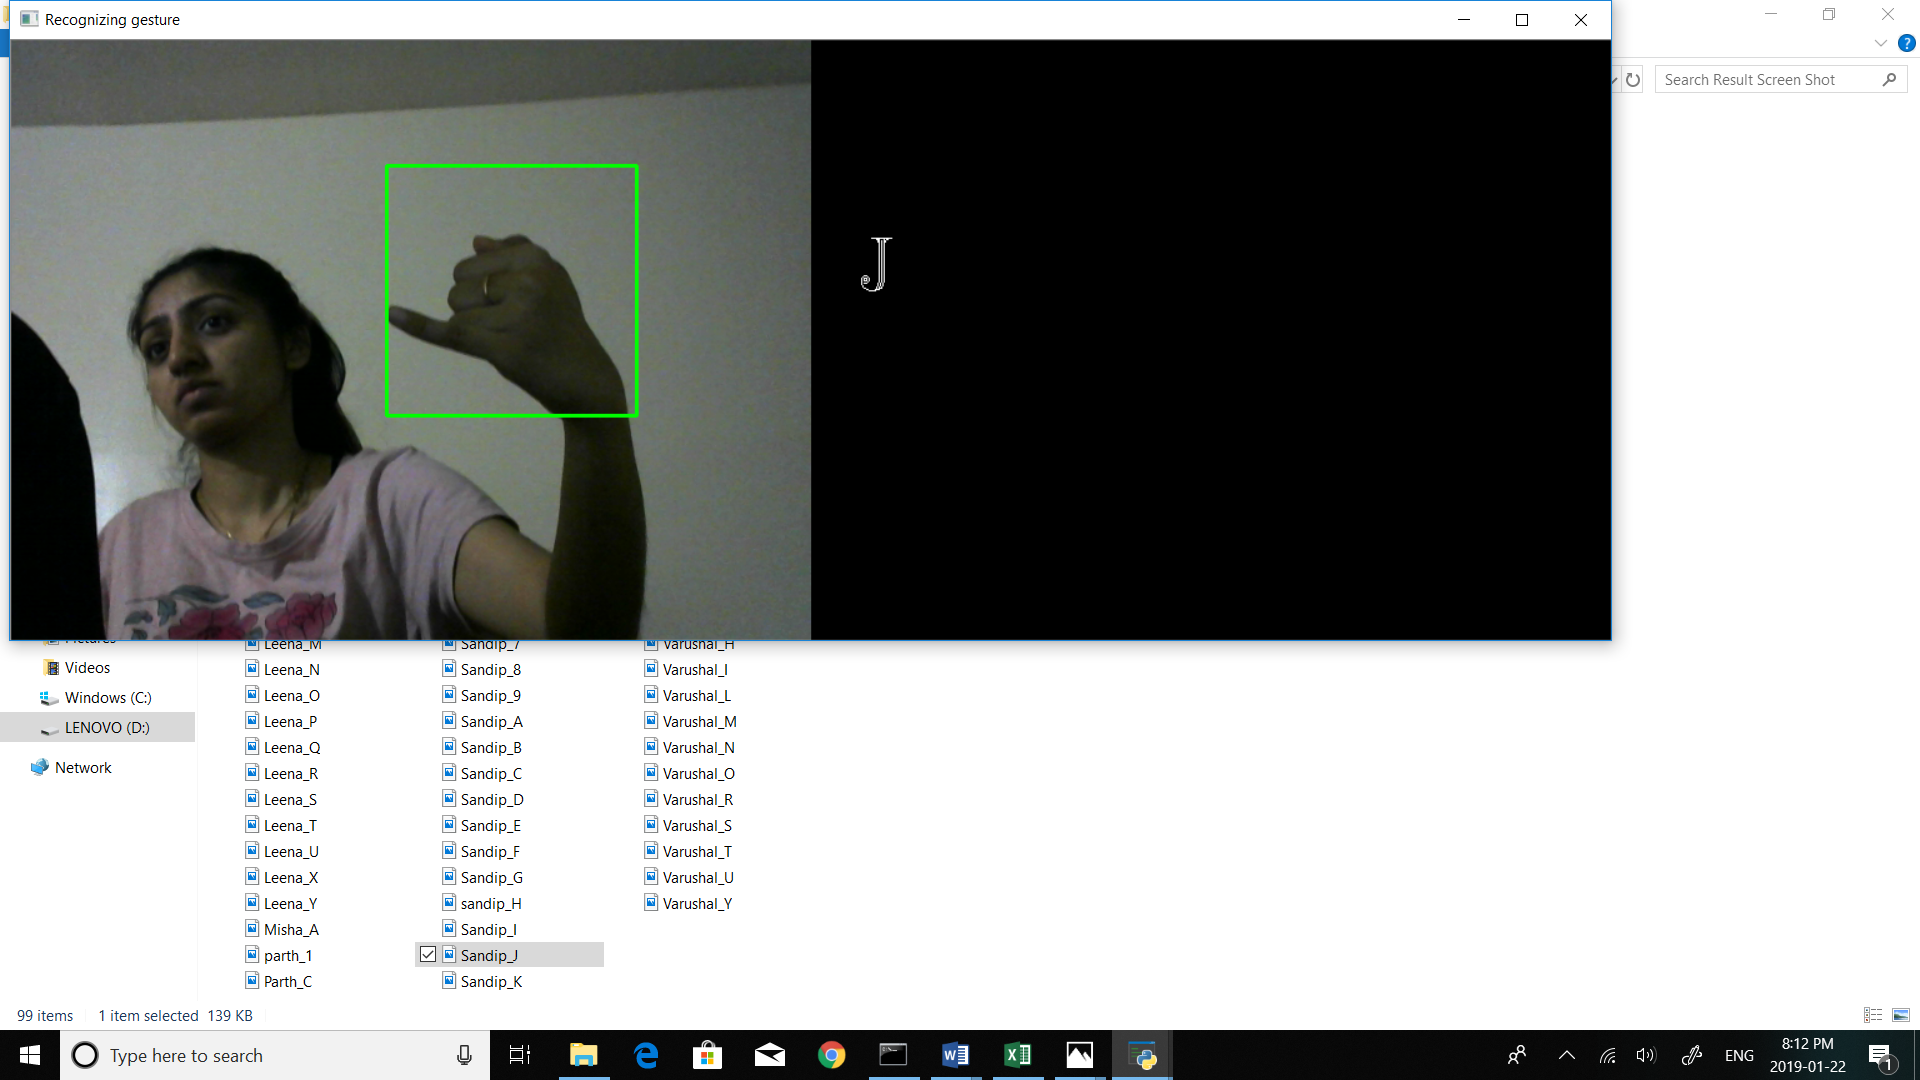 Recognizing gesture
Search Result Screen Shot
J
Videos
Windows (C:)
LENOVO (D:)
Network
Leena_M
Leena_N
Leena_O
Leena_P
Leena_Q
Leena_R
Leena_S
Leena_T
Leena_U
Leena_X
Leena_Y
Misha_A
parth_1
Parth_C
Sandip_7
Sandip_8
Sandip_9
Sandip_A
Sandip_B
Sandip_C
Sandip_D
Sandip_E
Sandip_F
Sandip_G
sandip_H
Sandip_I
Sandip_J
Sandip_K
Varushal_H
Varushal_I
Varushal_L
Varushal_M
Varushal_N
Varushal_O
Varushal_R
Varushal_S
Varushal_T
Varushal_U
Varushal_Y
99 items 1 item selected 139 KB
Type here to search
ENG
8:12 PM
2019-01-22
1